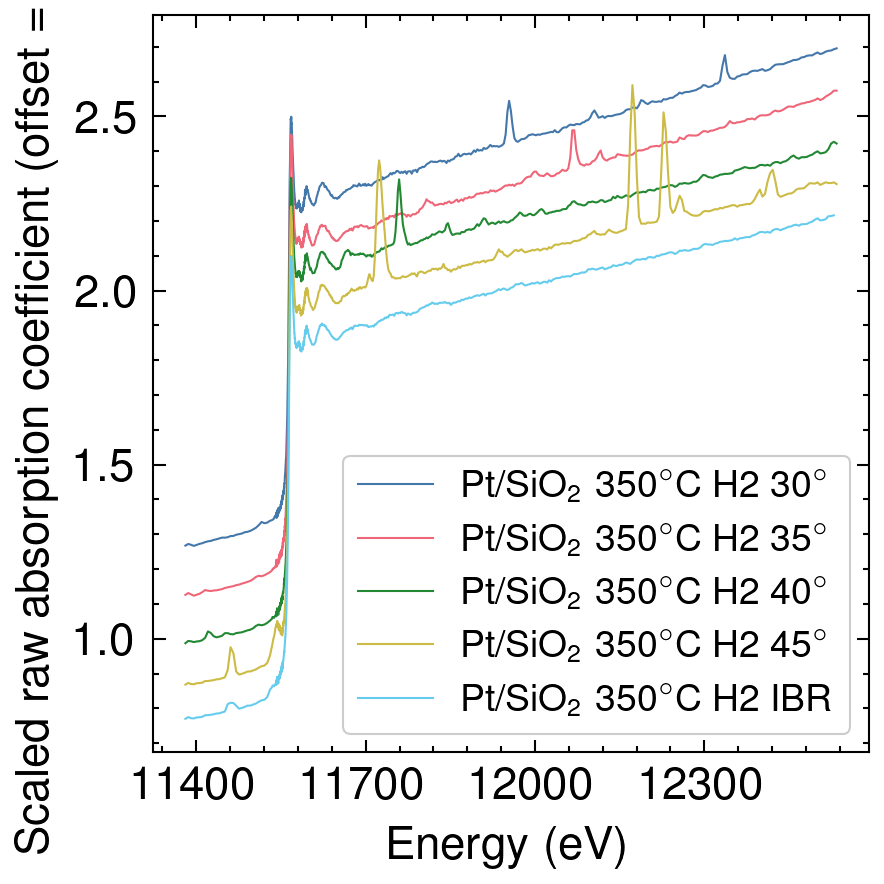 Scaled raw absorption coefficient (offset =
2.5
2.0
1.5
1.0
Pt/SiO₂ 350°C H2 30°
Pt/SiO₂ 350°C H2 35°
Pt/SiO₂ 350°C H2 40°
Pt/SiO₂ 350°C H2 45°
Pt/SiO₂ 350°C H2 IBR
11400 11700 12000 12300
Energy (eV)